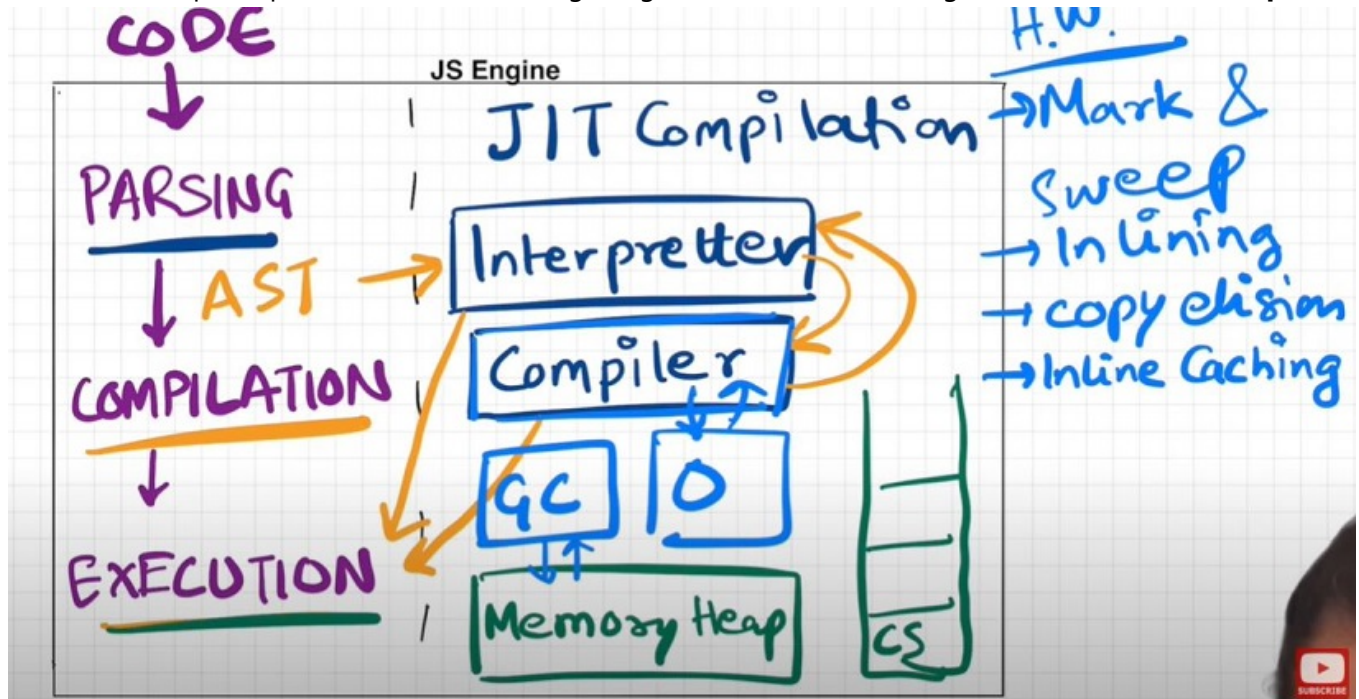 CODE
JS Engine
JIT Compilation
PARSING
AST
Interpretter
COMPILATION
Compiler
GC
O
EXECUTION
Memory Heap
CS
H.W.
→Mark &
Sweep
→Inlining
→copy elision
→Inline Caching
SUBSCRIBE